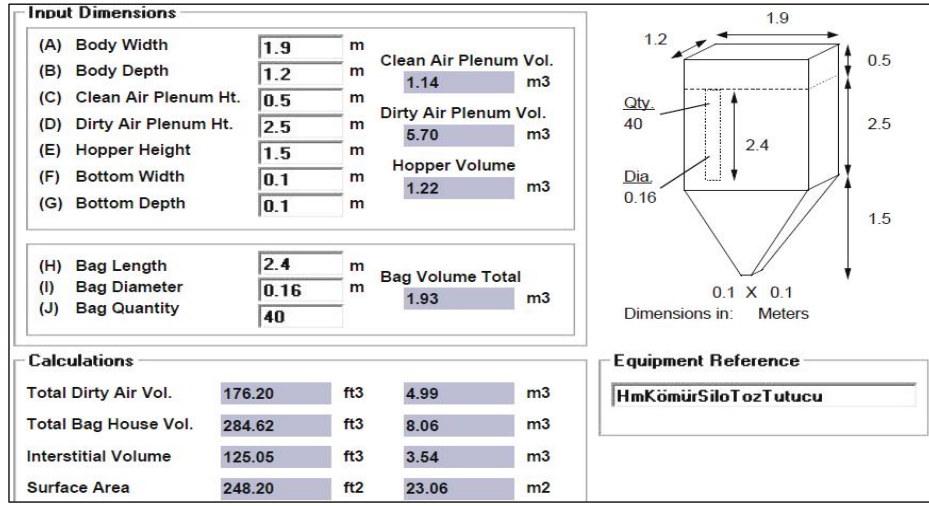 Input Dimensions
(A) Body Width 1.9 m
(B) Body Depth 1.2 m
(C) Clean Air Plenum Ht. 0.5 m
(D) Dirty Air Plenum Ht. 2.5 m
(E) Hopper Height 1.5 m
(F) Bottom Width 0.1 m
(G) Bottom Depth 0.1 m
Clean Air Plenum Vol.
1.14 m3
Dirty Air Plenum Vol.
5.70 m3
Hopper Volume
1.22 m3
(H) Bag Length 2.4 m
(I) Bag Diameter 0.16 m
(J) Bag Quantity 40
Bag Volume Total
1.93 m3
1.9
1.2
0.5
Qty.
40
2.4
2.5
Dia.
0.16
1.5
0.1 X 0.1
Dimensions in: Meters
Calculations
Total Dirty Air Vol. 176.20 ft3 4.99 m3
Total Bag House Vol. 284.62 ft3 8.06 m3
Interstitial Volume 125.05 ft3 3.54 m3
Surface Area 248.20 ft2 23.06 m2
Equipment Reference
HmKömürSiloTozTutucu